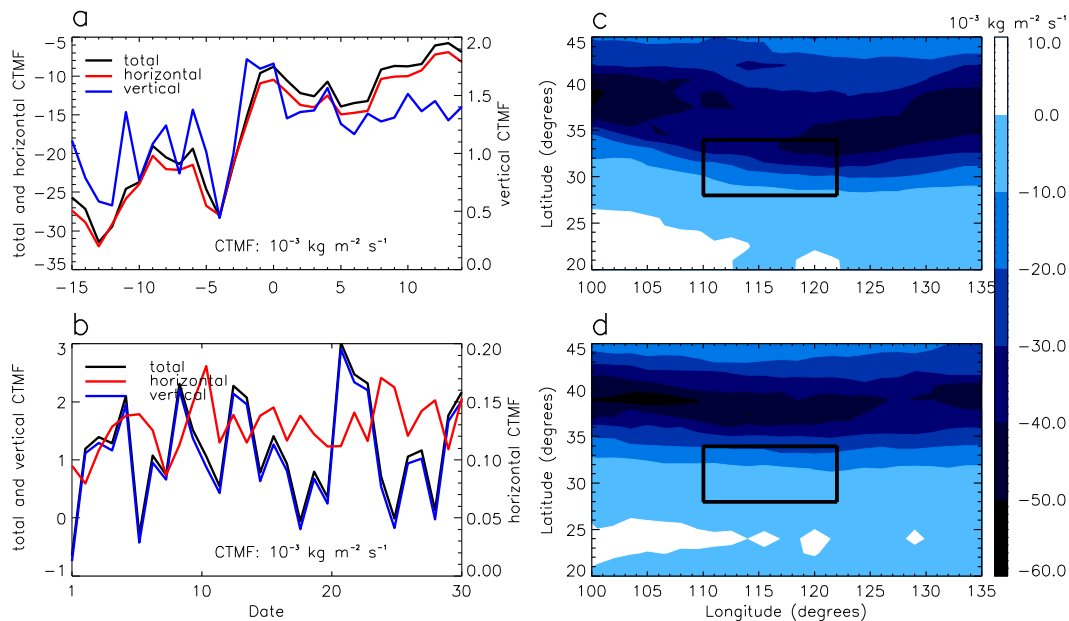 a
total and horizontal CTMF
−5
−10
−15
−20
−25
−30
−35
total
horizontal
vertical
CTMF: 10⁻³ kg m⁻² s⁻¹
2.0
1.5
1.0
0.5
0.0
vertical CTMF
−15 −10 −5 0 5 10
b
total and vertical CTMF
3
2
1
0
−1
total
horizontal
vertical
CTMF: 10⁻³ kg m⁻² s⁻¹
0.20
0.15
0.10
0.05
0.00
horizontal CTMF
1 10 20 30
Date
c
Latitude (degrees)
45
40
35
30
25
20
100 105 110 115 120 125 130 135
d
Latitude (degrees)
45
40
35
30
25
20
100 105 110 115 120 125 130 135
Longitude (degrees)
10⁻³ kg m⁻² s⁻¹
10.0
0.0
−10.0
−20.0
−30.0
−40.0
−50.0
−60.0